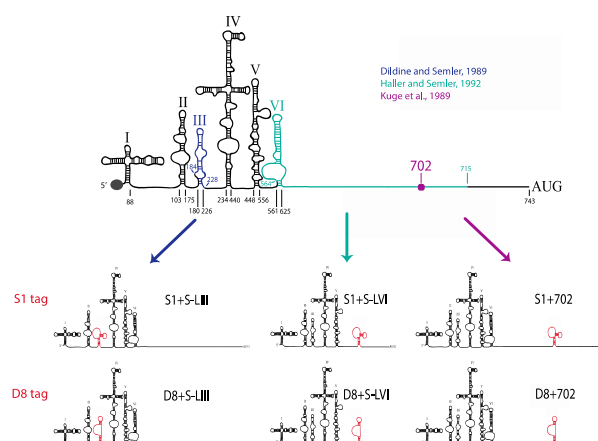 IV
Dildine and Semler, 1989
Haller and Semler, 1992
Kuge et al., 1989
V
II
VI
III
I
702
715
184
228
564
5'
AUG
88
103 175
180 226
234 440
448 556
561 625
743
S1 tag
S1+S-LIII
S1+S-LVI
S1+702
D8 tag
D8+S-LIII
D8+S-LVI
D8+702